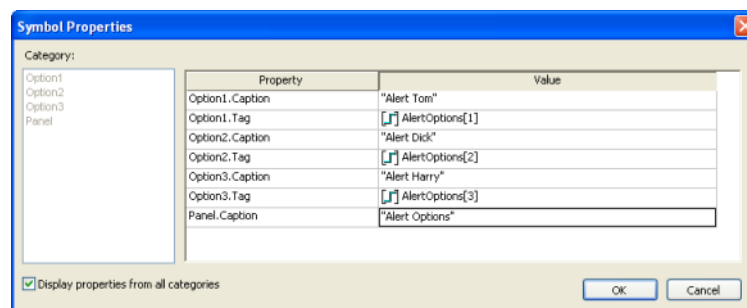 Symbol Properties
Category:
Option1
Option2
Option3
Panel
Property Value
Option1.Caption "Alert Tom"
Option1.Tag AlertOptions[1]
Option2.Caption "Alert Dick"
Option2.Tag AlertOptions[2]
Option3.Caption "Alert Harry"
Option3.Tag AlertOptions[3]
Panel.Caption "Alert Options"
Display properties from all categories
OK Cancel